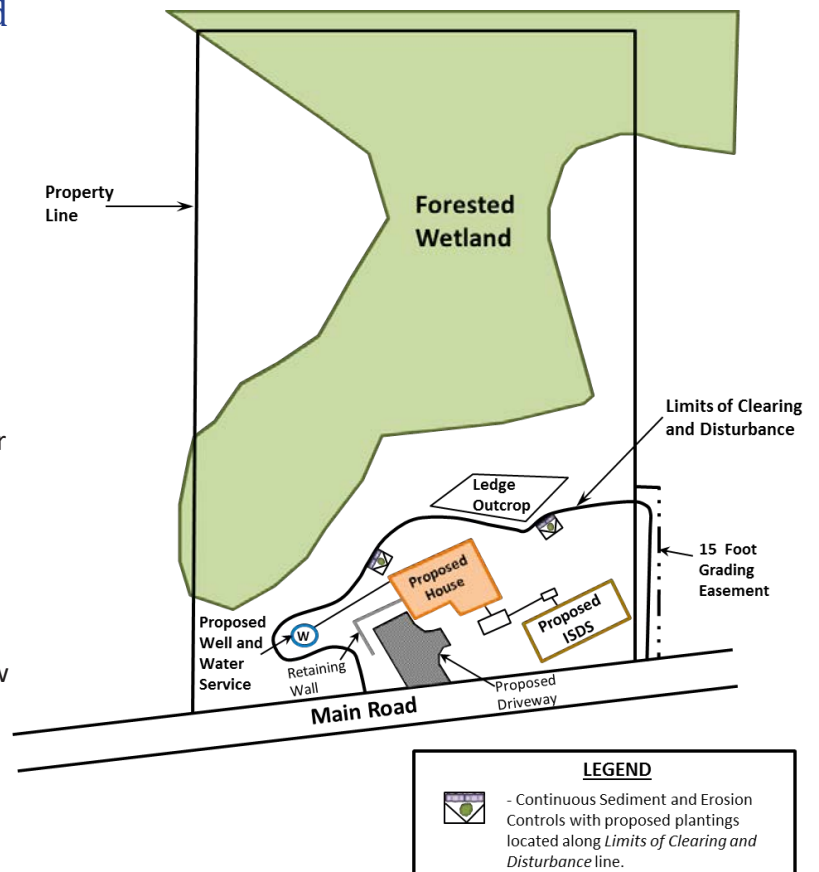 d
Property
Line
Forested
Wetland
Limits of Clearing
and Disturbance
r
Ledge
Outcrop
15 Foot
Grading
Easement
Proposed
House
Proposed
ISDS
Proposed
Well and
Water
Service
W
Retaining
Wall
v
Proposed
Driveway
Main Road
LEGEND
- Continuous Sediment and Erosion
Controls with proposed plantings
located along Limits of Clearing and
Disturbance line.